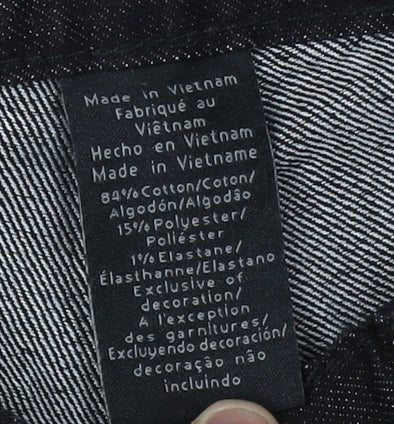 Made in Vietnam
Fabriqué au
Viêtnam
Hecho en Vietnam
Made in Vietname
84% Cotton/Coton/
Algodón/Algodão
15% Polyester/
Poliéster
1% Elastane/
Élasthanne/Elastano
Exclusive of
decoration/
A l'exception
des garnitures/
Excluyendo decoración/
decoração não
incluindo